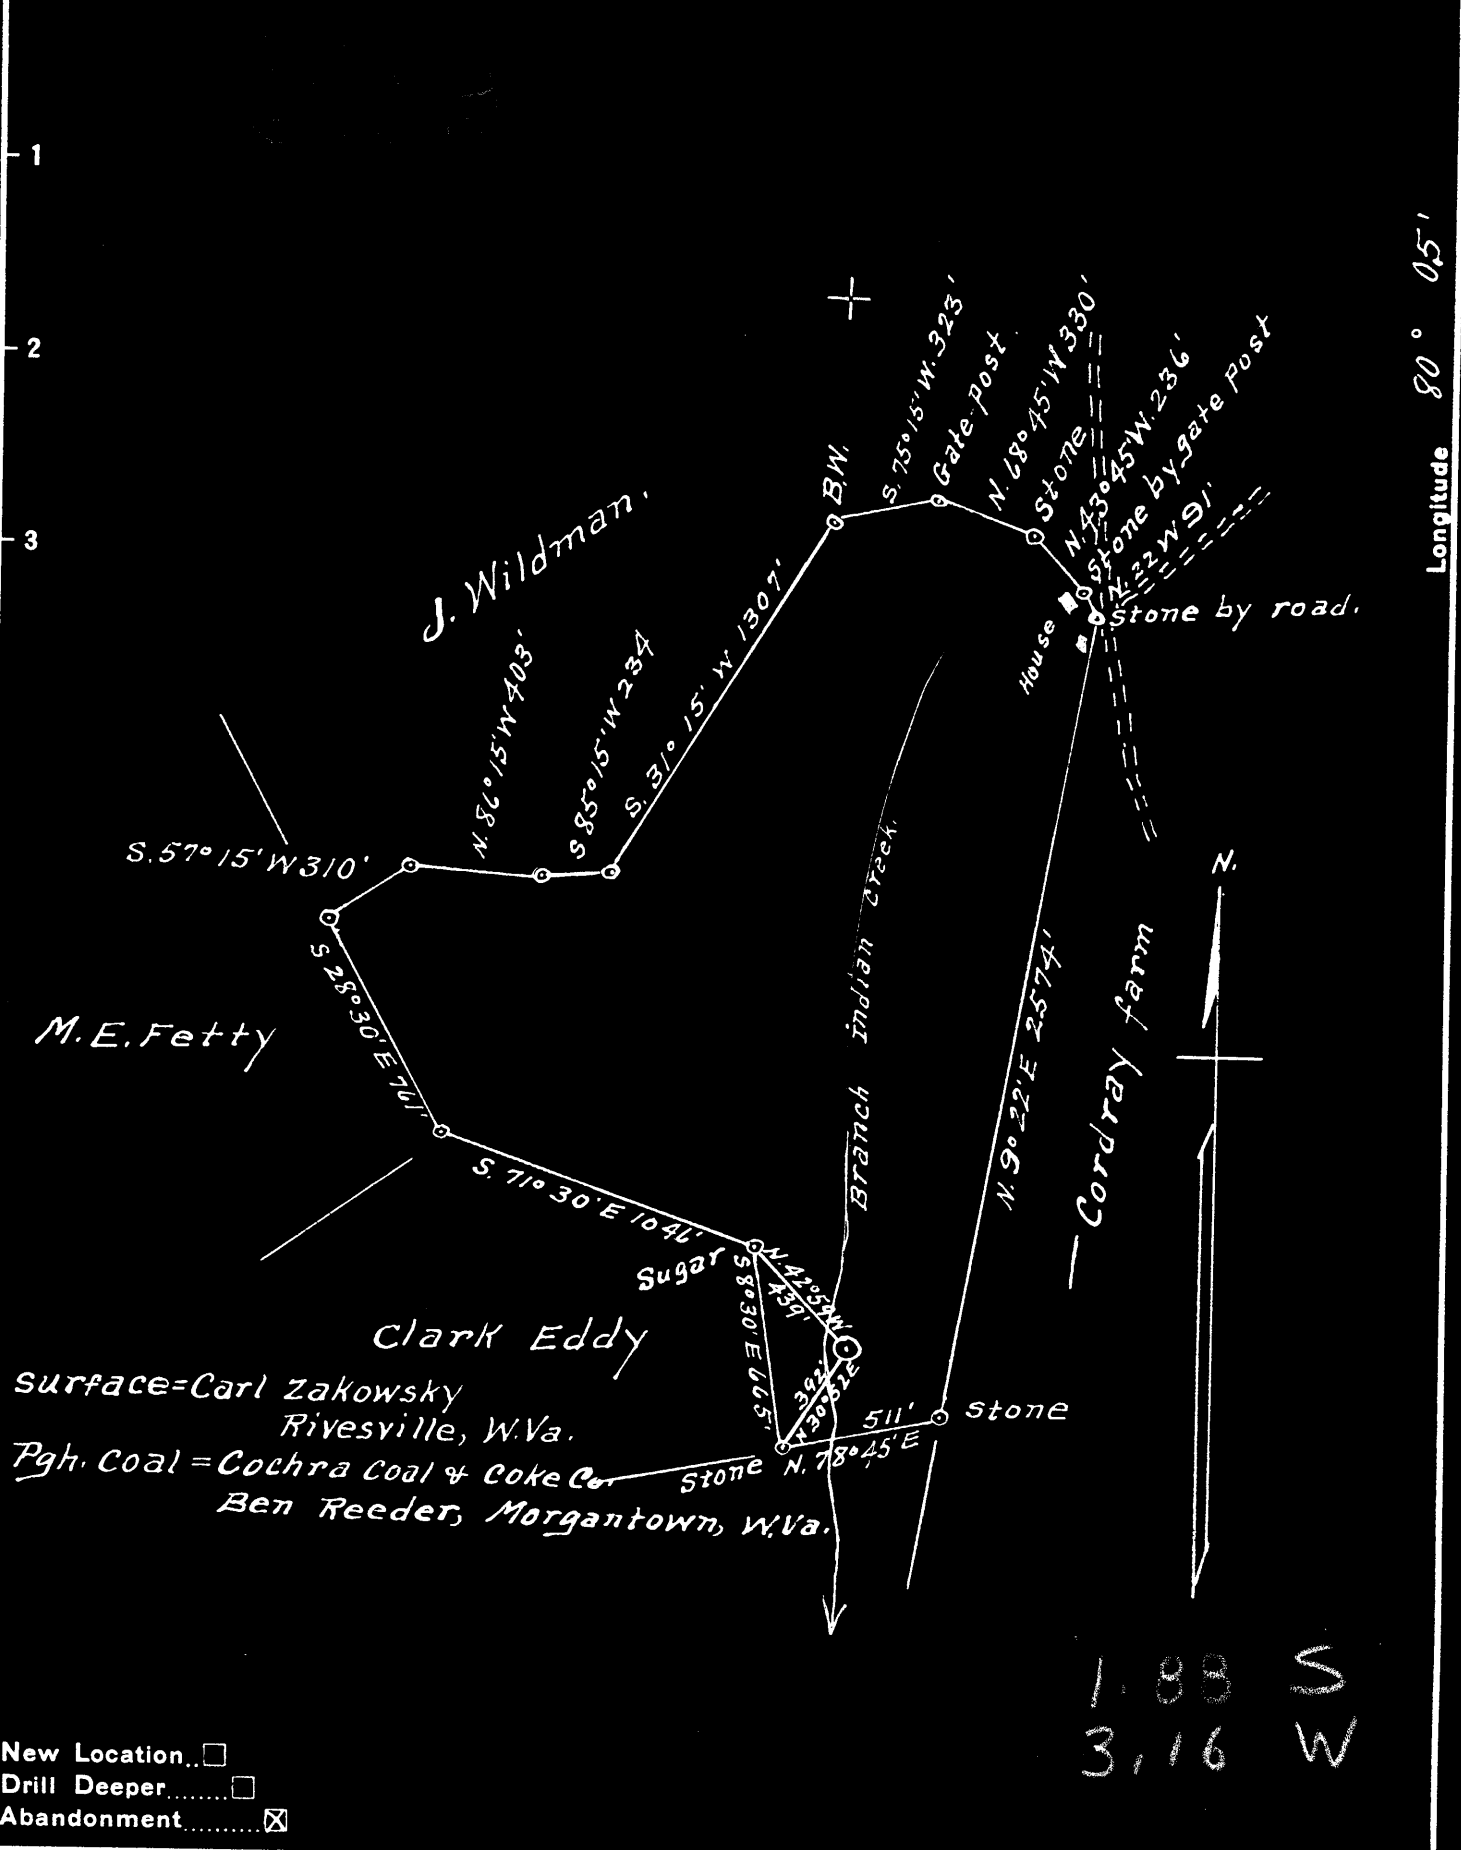 1
2
3
80° 05'
Longitude
S. 75° 15' W. 323'
Gate-post
N. 68° 45' W 330'
Stone
N. 43° 45' W. 236'
Stone by gate Post
N. 22 W 91'
B.W.
J. Wildman.
House
Stone by road.
N. 86° 15' W 403'
S 85° 15' W 234
S. 31° 15' W 1307'
S. 57° 15' W 310'
Branch indian creek.
N.
M.E. Fetty
S 28° 30' E 761'
N. 9° 22' E 2574'
Cordray farm
S. 71° 30' E 1046'
Sugar
N. 42° 59' W.
439'
S 8° 30' E 665'
392'
N 30° 52 E
Clark Eddy
511'
Stone
N. 78° 45' E
Surface = Carl Zakowsky
Rivesville, W.Va.
Pgh. Coal = Cochra Coal & Coke Co.
Stone
Ben Reeder, Morgantown, W.Va.
1.88 S
3,16 W
New Location..
Drill Deeper.......
Abandonment..........☒